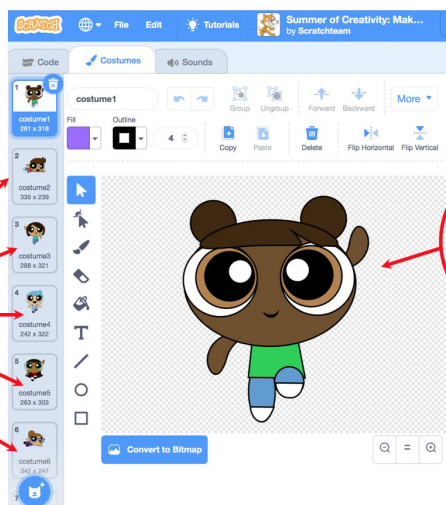 SCRATCH File Edit Tutorials Summer of Creativity: Mak...
by Scratchteam
Code Costumes Sounds
1
costume1
261 x 318
2
costume2
335 x 239
3
costume3
288 x 321
4
costume4
242 x 322
5
costume5
263 x 303
6
costume6
342 x 247
7
costume1 Group Ungroup Forward Backward More
Fill Outline
4 Copy Paste Delete Flip Horizontal Flip Vertical
T
Convert to Bitmap =